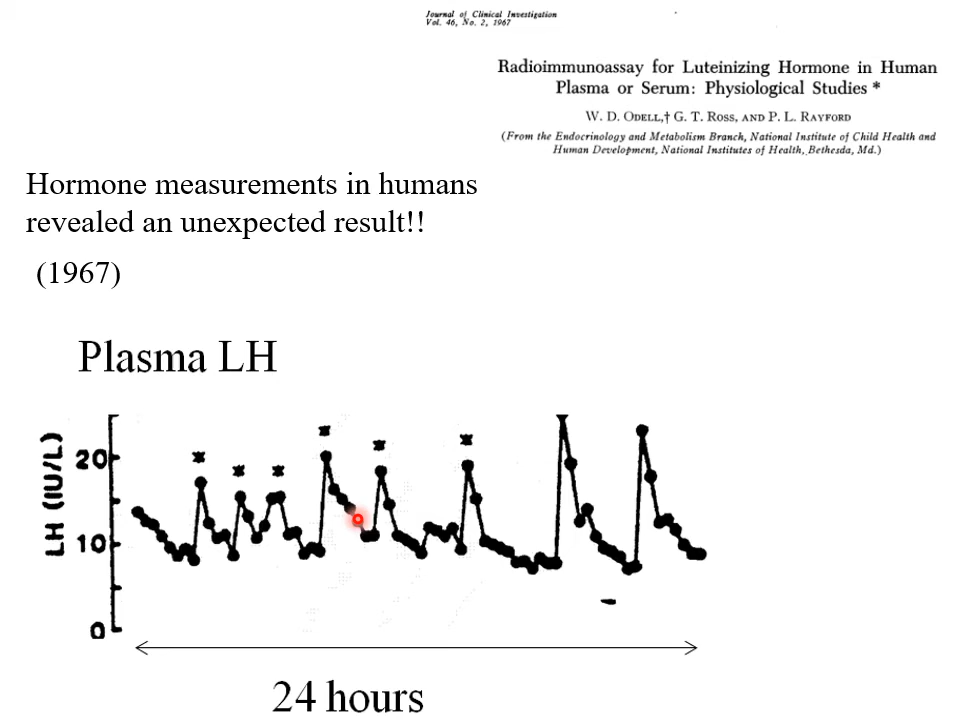 Journal of Clinical Investigation
Vol. 46, No. 2, 1967
Radioimmunoassay for Luteinizing Hormone in Human
Plasma or Serum: Physiological Studies *
W. D. ODELL,† G. T. ROSS, AND P. L. RAYFORD
(From the Endocrinology and Metabolism Branch, National Institute of Child Health and
Human Development, National Institutes of Health, Bethesda, Md.)
Hormone measurements in humans
revealed an unexpected result!!
(1967)
Plasma LH
LH (IU/L)
20
10
0
24 hours